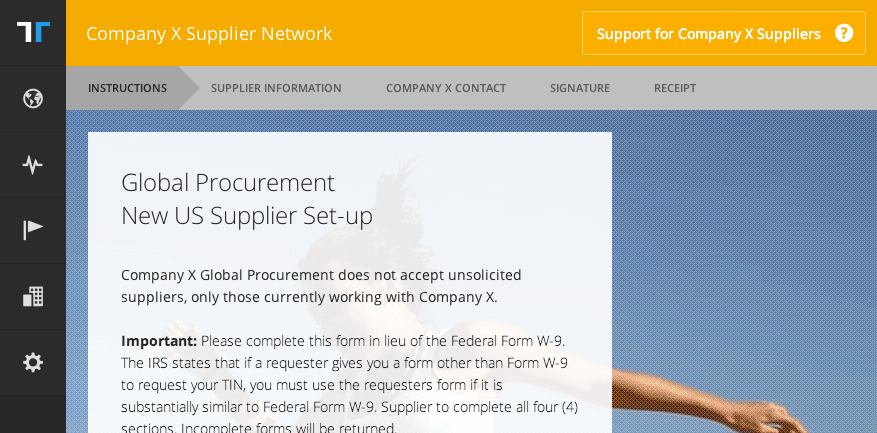 Company X Supplier Network
Support for Company X Suppliers ?
INSTRUCTIONS SUPPLIER INFORMATION COMPANY X CONTACT SIGNATURE RECEIPT
Global Procurement
New US Supplier Set-up
Company X Global Procurement does not accept unsolicited
suppliers, only those currently working with Company X.
Important: Please complete this form in lieu of the Federal Form W-9.
The IRS states that if a requester gives you a form other than Form W-9
to request your TIN, you must use the requesters form if it is
substantially similar to Federal Form W-9. Supplier to complete all four (4)
sections. Incomplete forms will be returned.